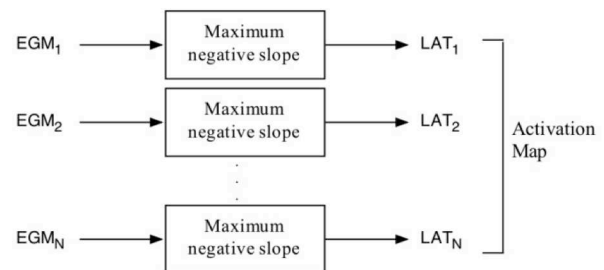 EGM1 Maximum negative slope LAT1
EGM2 Maximum negative slope LAT2
Activation Map
EGMN Maximum negative slope LATN